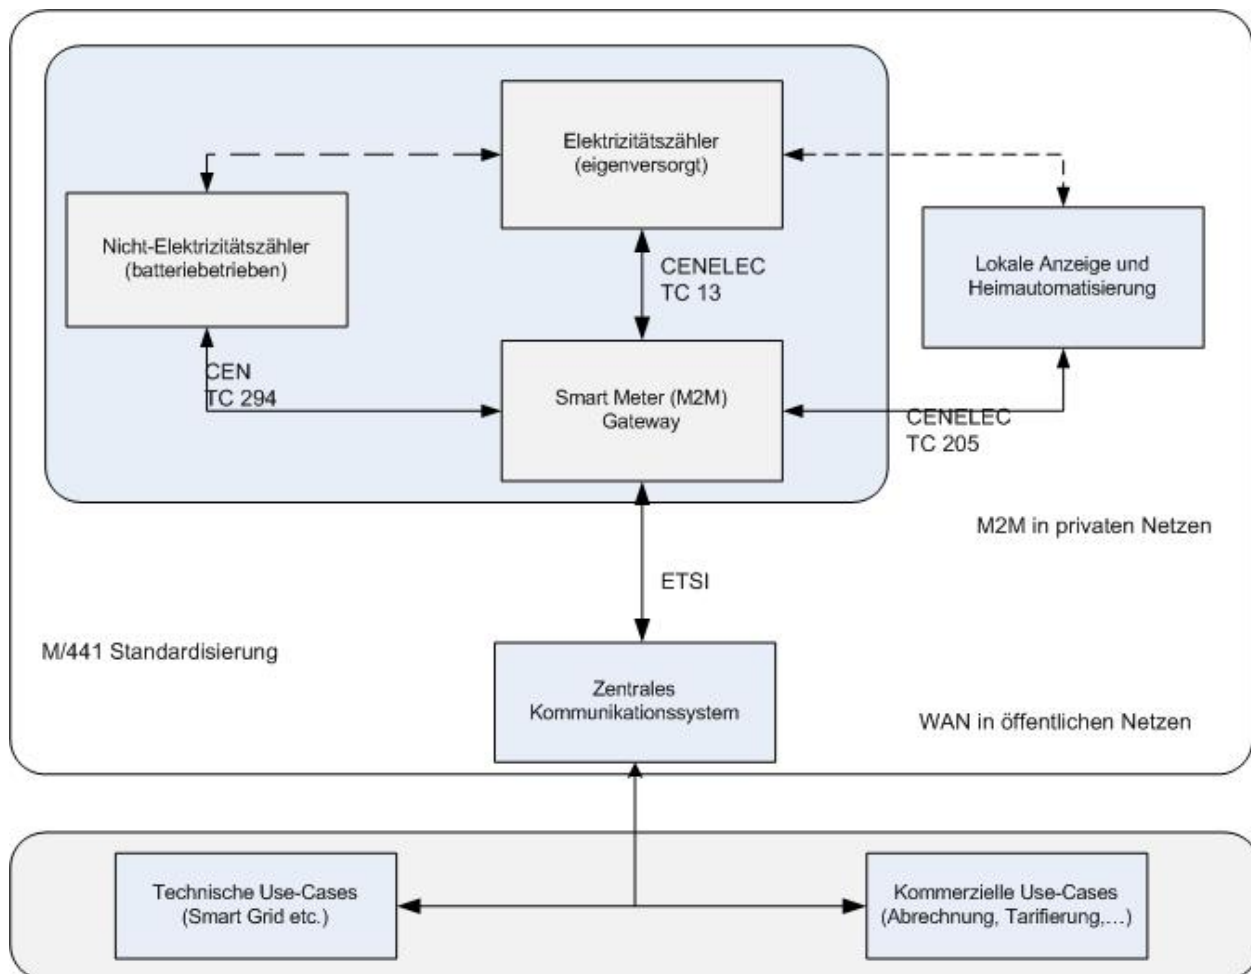 Elektrizitätszähler
(eigenversorgt)
Nicht-Elektrizitätszähler
(batteriebetrieben)
Lokale Anzeige und
Heimautomatisierung
CENELEC
TC 13
CEN
TC 294
Smart Meter (M2M)
Gateway
CENELEC
TC 205
M2M in privaten Netzen
ETSI
M/441 Standardisierung
Zentrales
Kommunikationssystem
WAN in öffentlichen Netzen
Technische Use-Cases
(Smart Grid etc.)
Kommerzielle Use-Cases
(Abrechnung, Tarifierung,…)